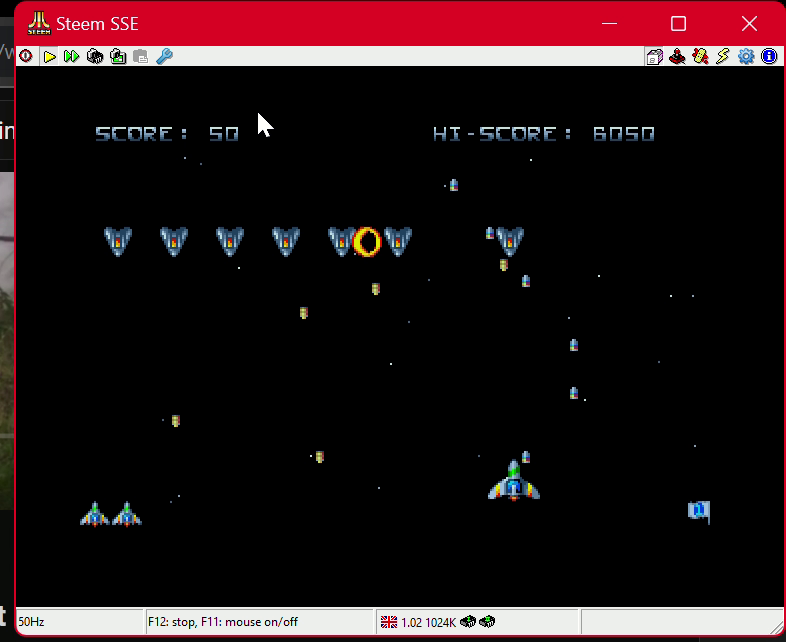 Steem SSE
SCORE: 50
HI-SCORE: 6050
50Hz
F12: stop, F11: mouse on/off
1.02 1024K